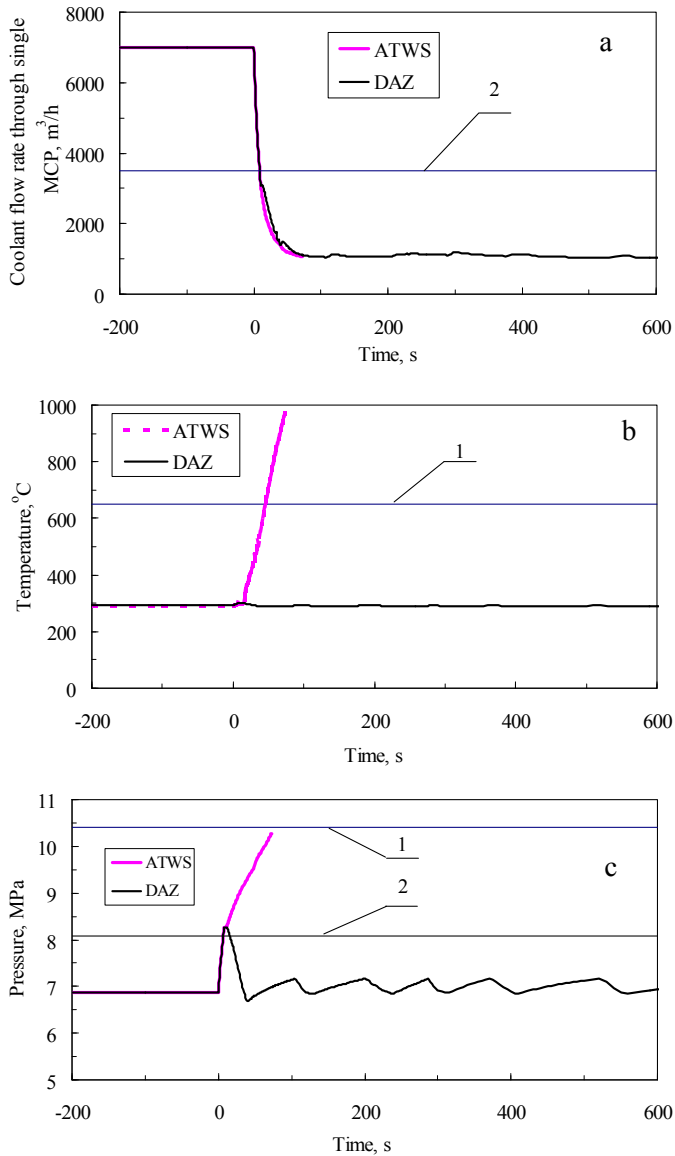 a
ATWS
DAZ
2
Coolant flow rate through single
MCP, m³/h
8000
6000
4000
2000
0
-200
0
200
400
600
Time, s
b
ATWS
DAZ
1
Temperature, °C
1000
800
600
400
200
0
-200
0
200
400
600
Time, s
c
1
ATWS
DAZ
2
Pressure, MPa
11
10
9
8
7
6
5
-200
0
200
400
600
Time, s